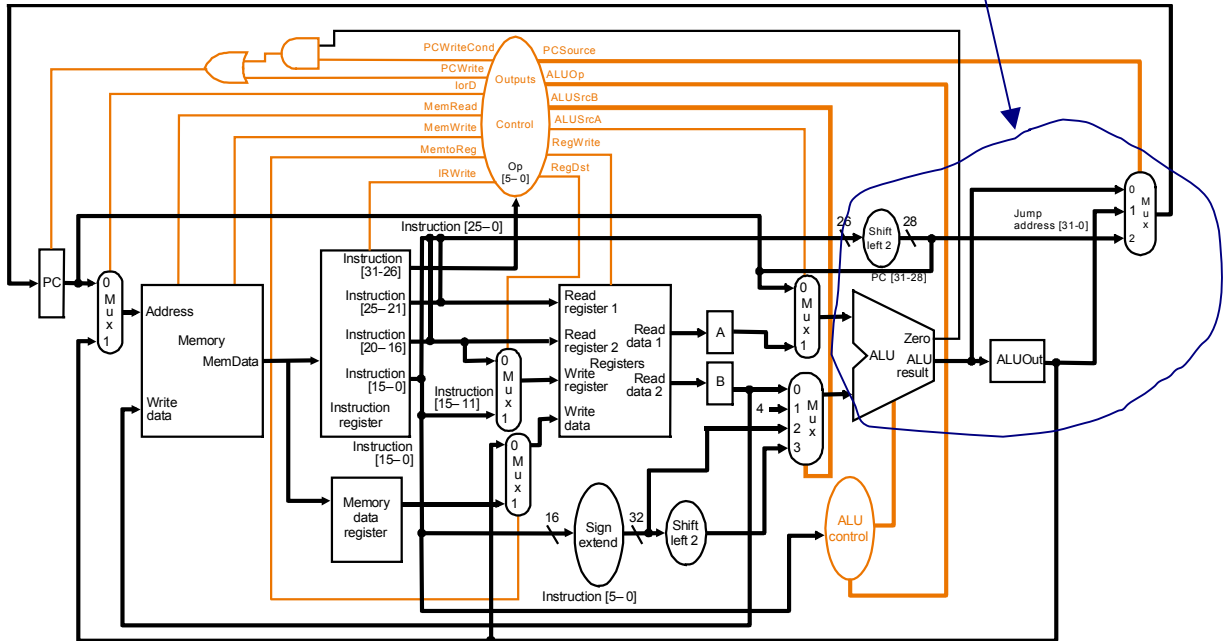 PCWriteCond
PCSource
PCWrite
Outputs
ALUOp
IorD
ALUSrcB
MemRead
Control
ALUSrcA
MemWrite
RegWrite
MemtoReg
Op
[5–0]
RegDst
IRWrite
0
M
u
x
1
2
Jump
address [31-0]
Instruction [25–0]
26
Shift
left 2
28
PC [31-28]
PC
0
M
u
x
1
Address
Memory
MemData
Write
data
Instruction
[31-26]
Instruction
[25–21]
Instruction
[20–16]
Instruction
[15–0]
Instruction
register
Instruction
[15–11]
Instruction
[15–0]
0
M
u
x
1
0
M
u
x
1
Read
register 1
Read
register 2
Registers
Write
register
Write
data
Read
data 1
Read
data 2
A
B
0
M
u
x
1
4
0
1
2
3
M
u
x
Zero
ALU
ALU
result
ALUOut
Memory
data
register
16
Sign
extend
32
Shift
left 2
ALU
control
Instruction [5–0]